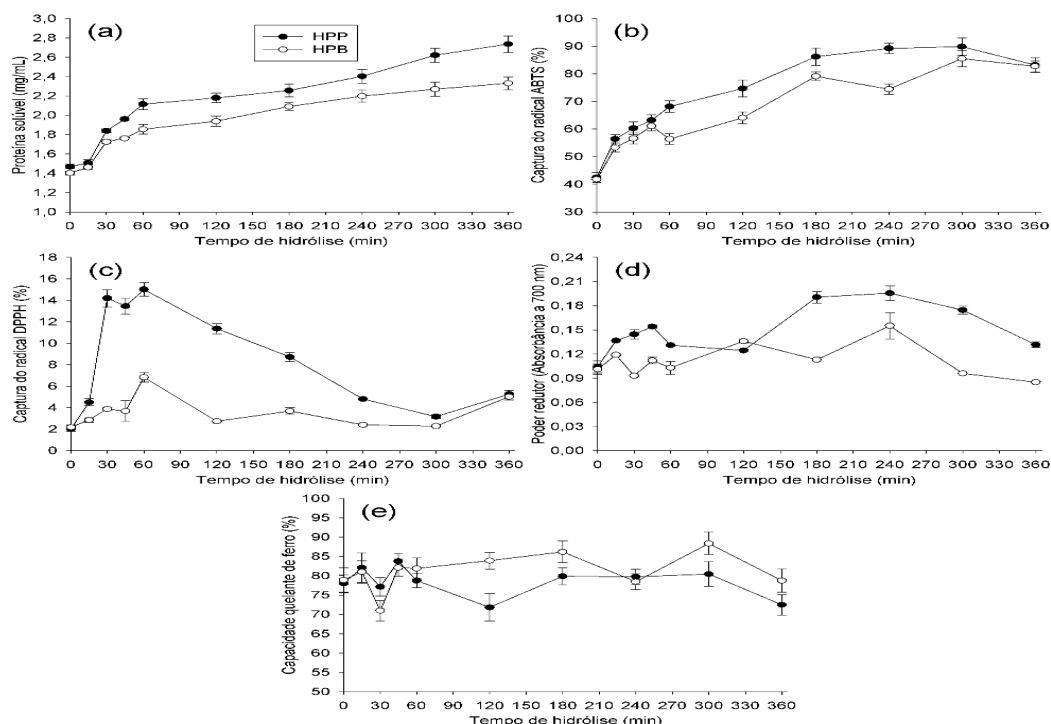 (a)
HPP
HPB
Proteína solúvel (mg/mL)
3,0
2,8
2,6
2,4
2,2
2,0
1,8
1,6
1,4
1,2
1,0
0 30 60 90 120 150 180 210 240 270 300 330 360
Tempo de hidrólise (min)
(b)
Captura do radical ABTS (%)
100
90
80
70
60
50
40
30
0 30 60 90 120 150 180 210 240 270 300 330 360
Tempo de hidrólise (min)
(c)
Captura do radical DPPH (%)
18
16
14
12
10
8
6
4
2
0
0 30 60 90 120 150 180 210 240 270 300 330 360
Tempo de hidrólise (min)
(d)
Poder redutor (Absorbância a 700 nm)
0,24
0,21
0,18
0,15
0,12
0,09
0,06
0,03
0,00
0 30 60 90 120 150 180 210 240 270 300 330 360
Tempo de hidrólise (min)
(e)
Capacidade quelante de ferro (%)
100
95
90
85
80
75
70
65
60
55
50
0 30 60 90 120 150 180 210 240 270 300 330 360
Tempo de hidrólise (min)